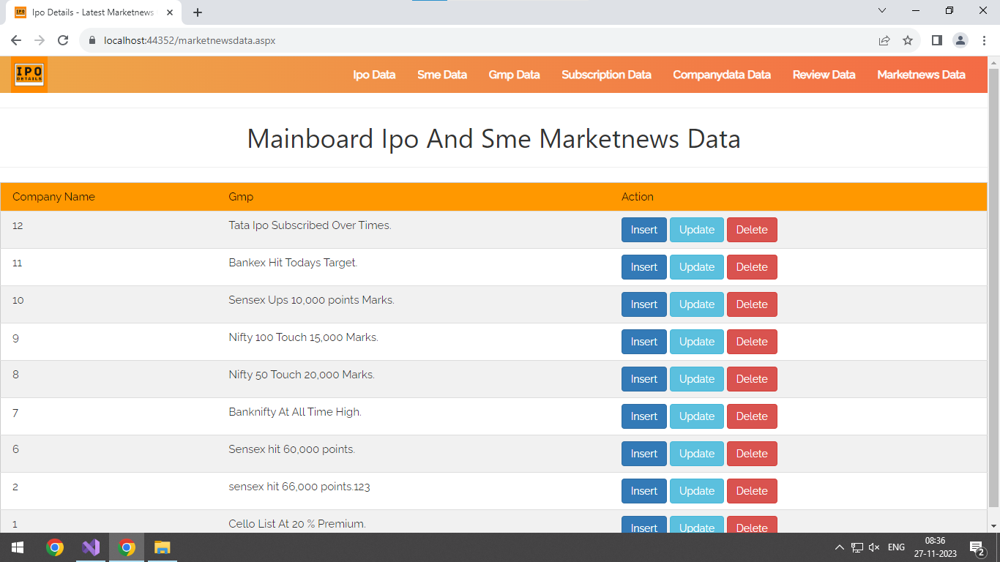 Ipo Details - Latest Marketnews
localhost:44352/marketnewsdata.aspx
IPO
DETAILS
Ipo Data Sme Data Gmp Data Subscription Data Companydata Data Review Data Marketnews Data
Mainboard Ipo And Sme Marketnews Data
Company Name Gmp Action
12 Tata Ipo Subscribed Over Times. Insert Update Delete
11 Bankex Hit Todays Target. Insert Update Delete
10 Sensex Ups 10,000 points Marks. Insert Update Delete
9 Nifty 100 Touch 15,000 Marks. Insert Update Delete
8 Nifty 50 Touch 20,000 Marks. Insert Update Delete
7 Banknifty At All Time High. Insert Update Delete
6 Sensex hit 60,000 points. Insert Update Delete
2 sensex hit 66,000 points.123 Insert Update Delete
1 Cello List At 20 % Premium. Insert Update Delete
ENG 08:36
27-11-2023
2